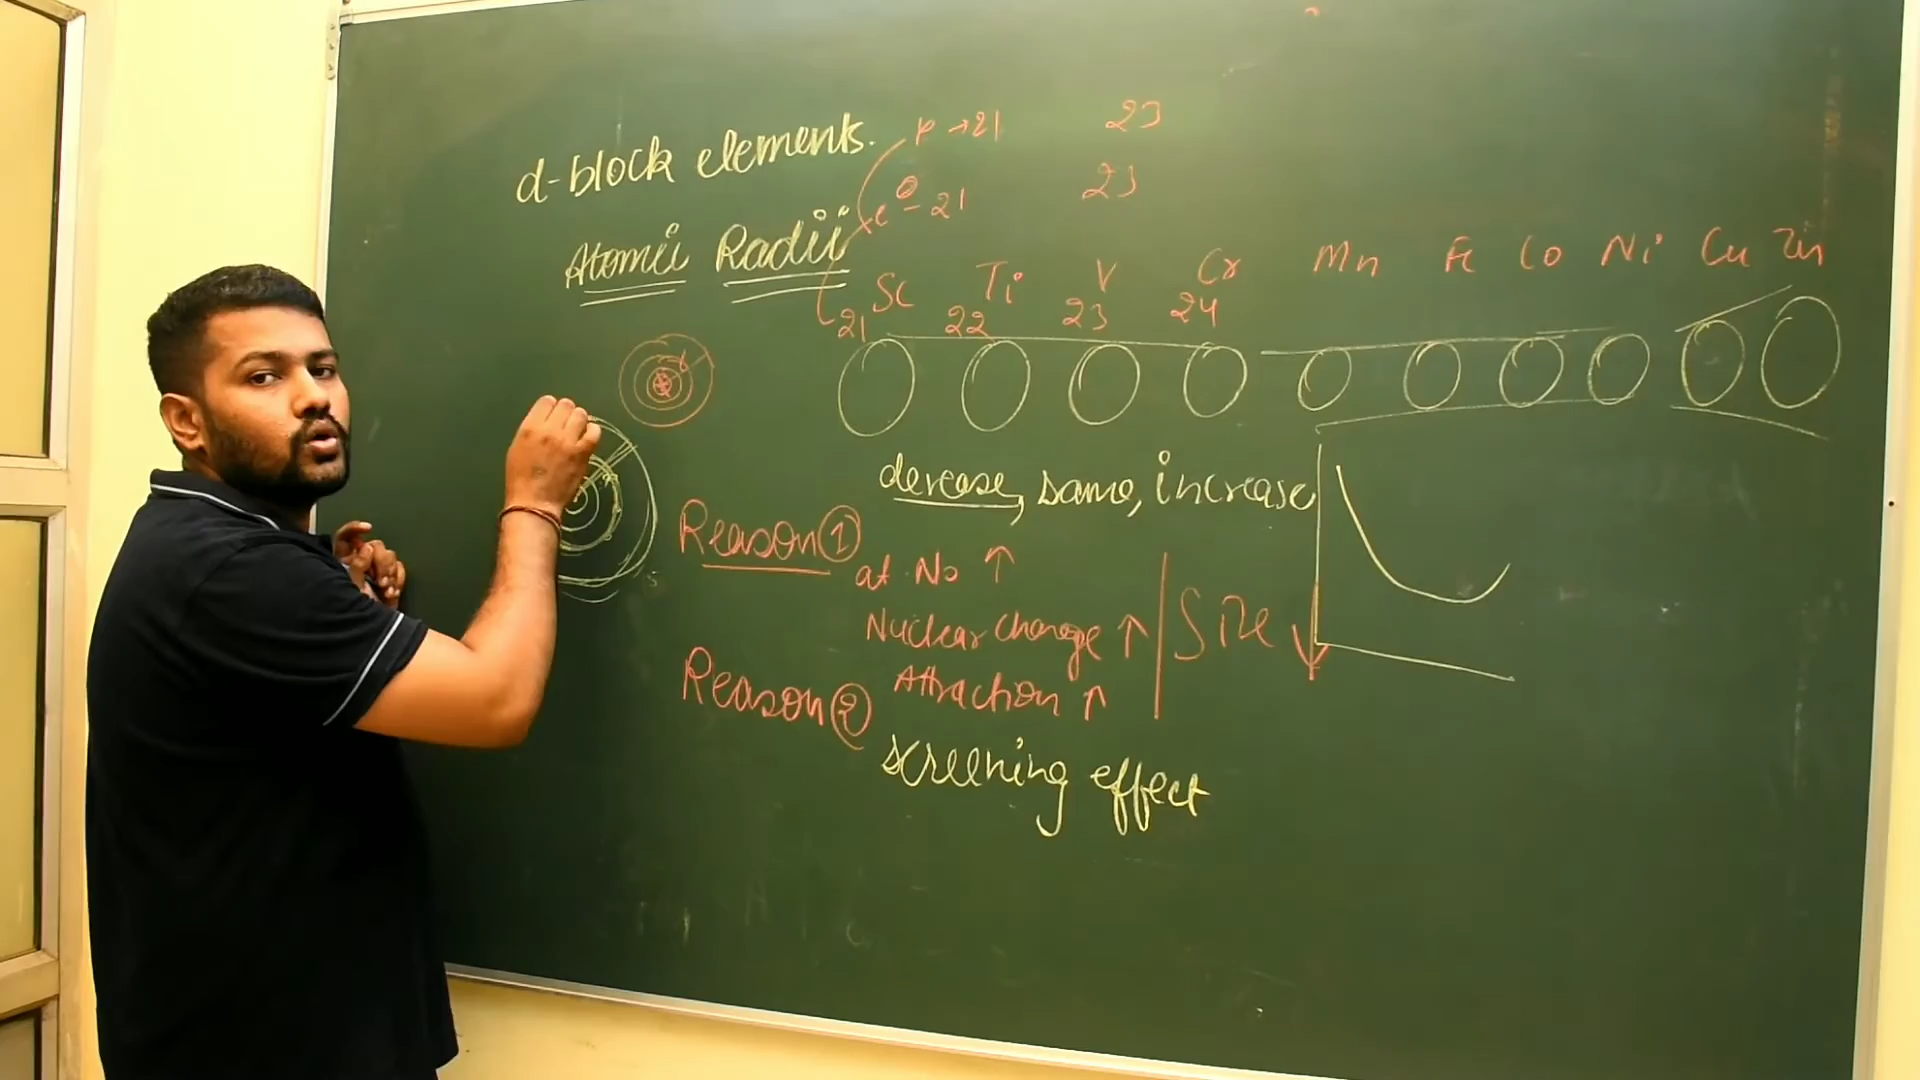 d-block elements.
p → 21 23
e⊖ - 21 23
Atomic Radii
Sc Ti V Cr Mn Fe Co Ni Cu Zn
21 22 23 24
derease, same, increase
Reason ①
at. No ↑
Nuclear charge ↑
Size ↓
Attraction ↑
Reason ②
screening effect